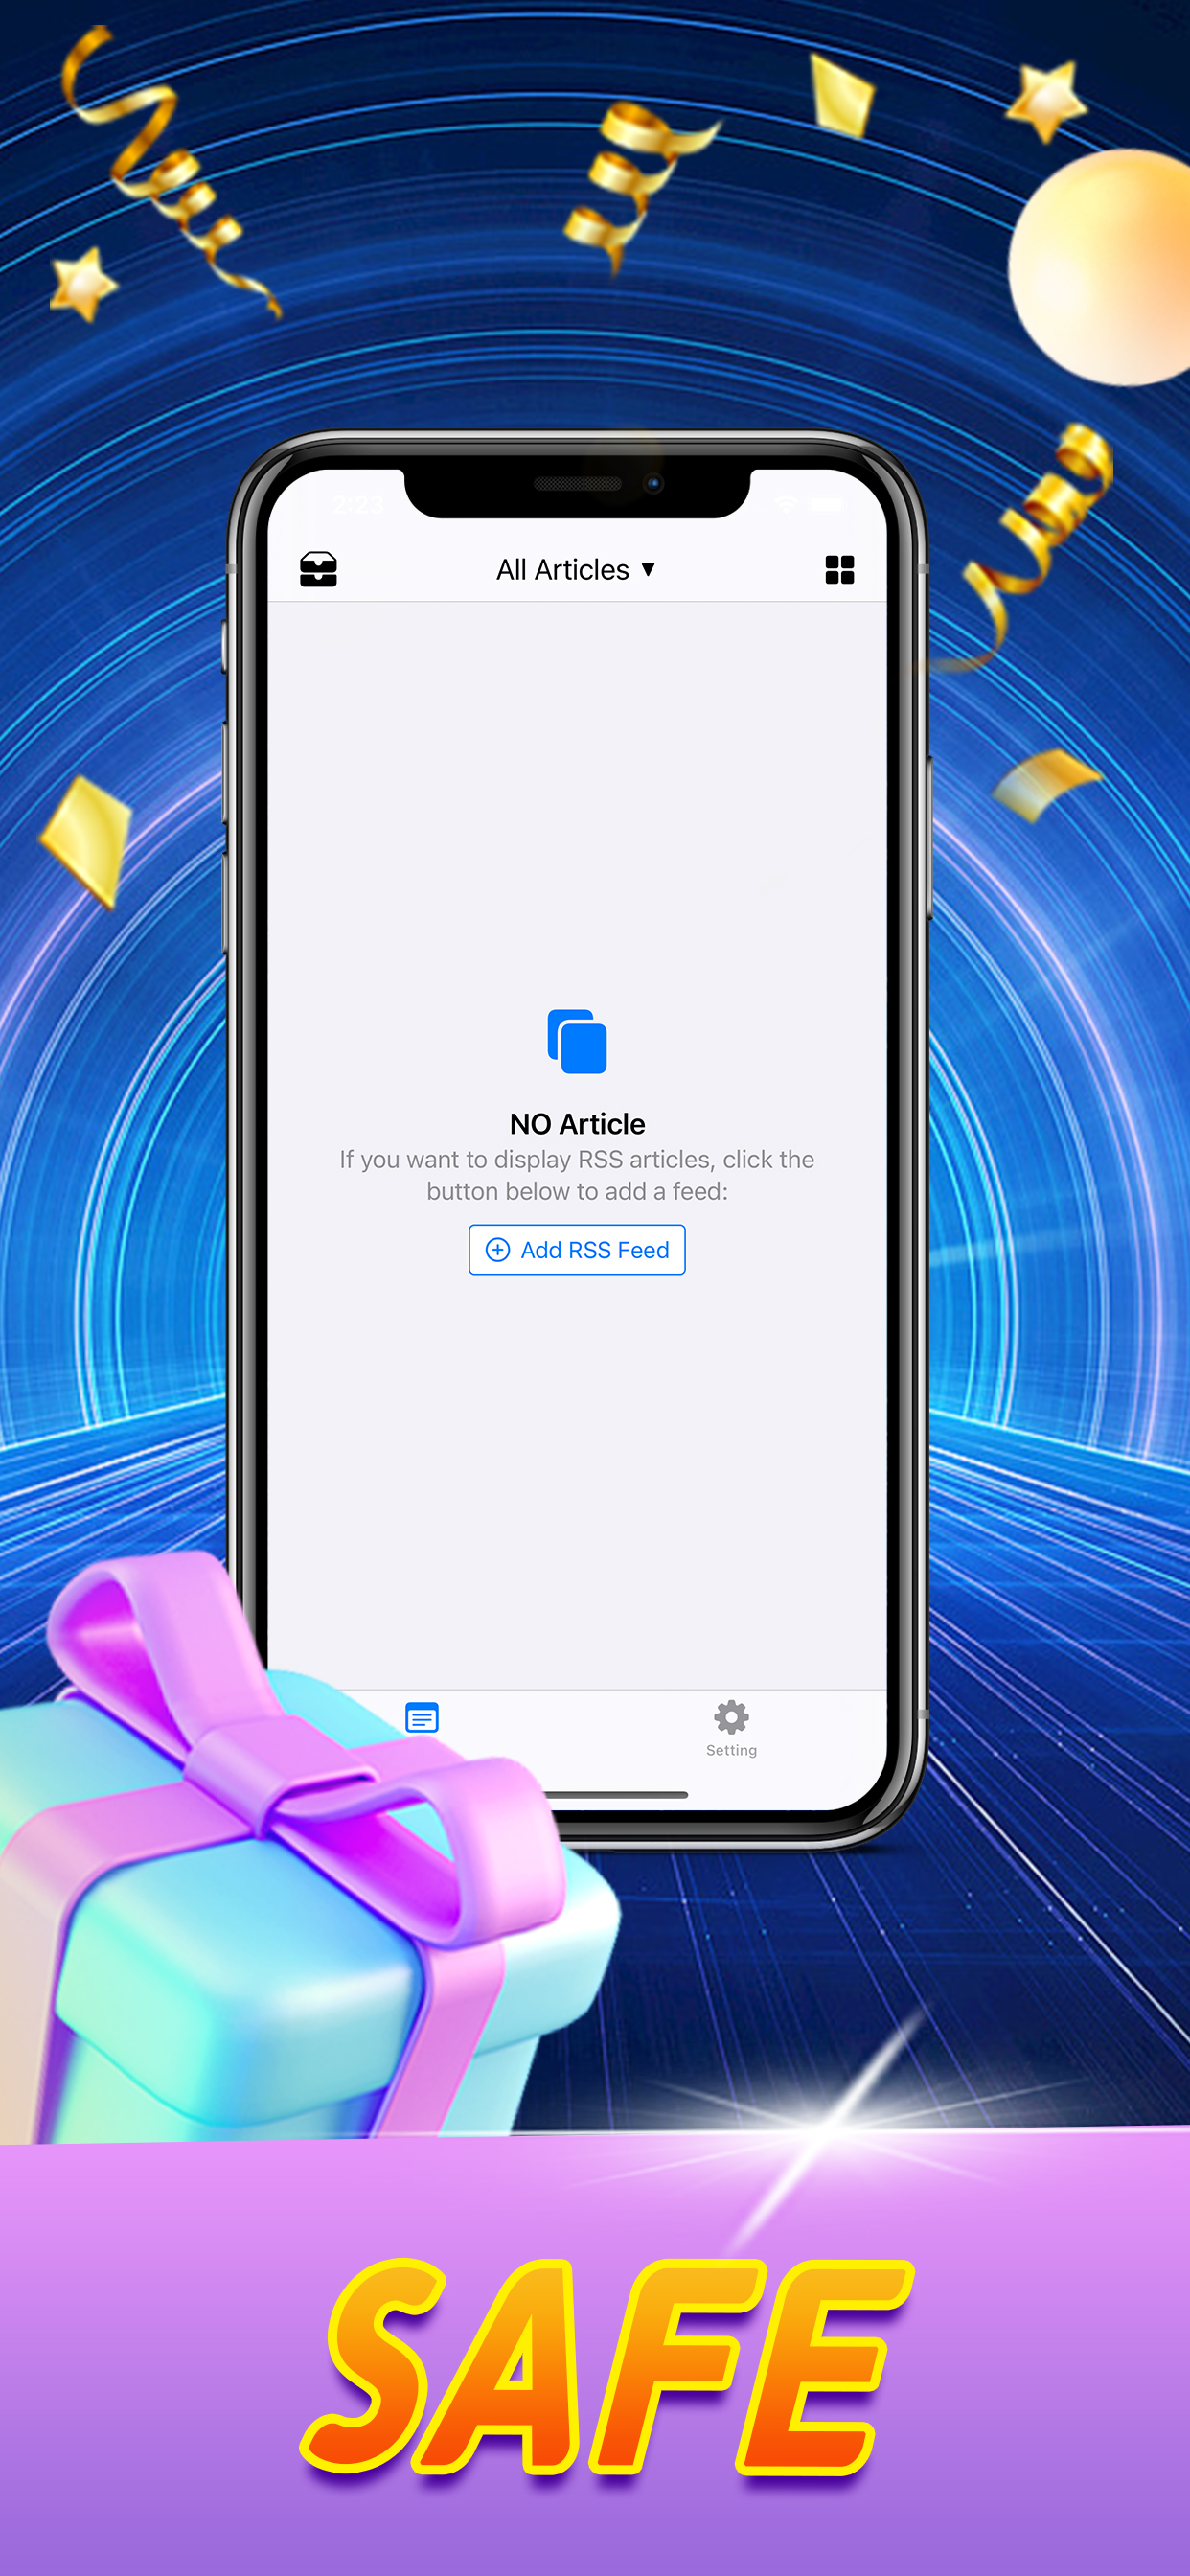 2:23
All Articles ▼
NO Article
If you want to display RSS articles, click the
button below to add a feed:
Add RSS Feed
Setting
SAFE